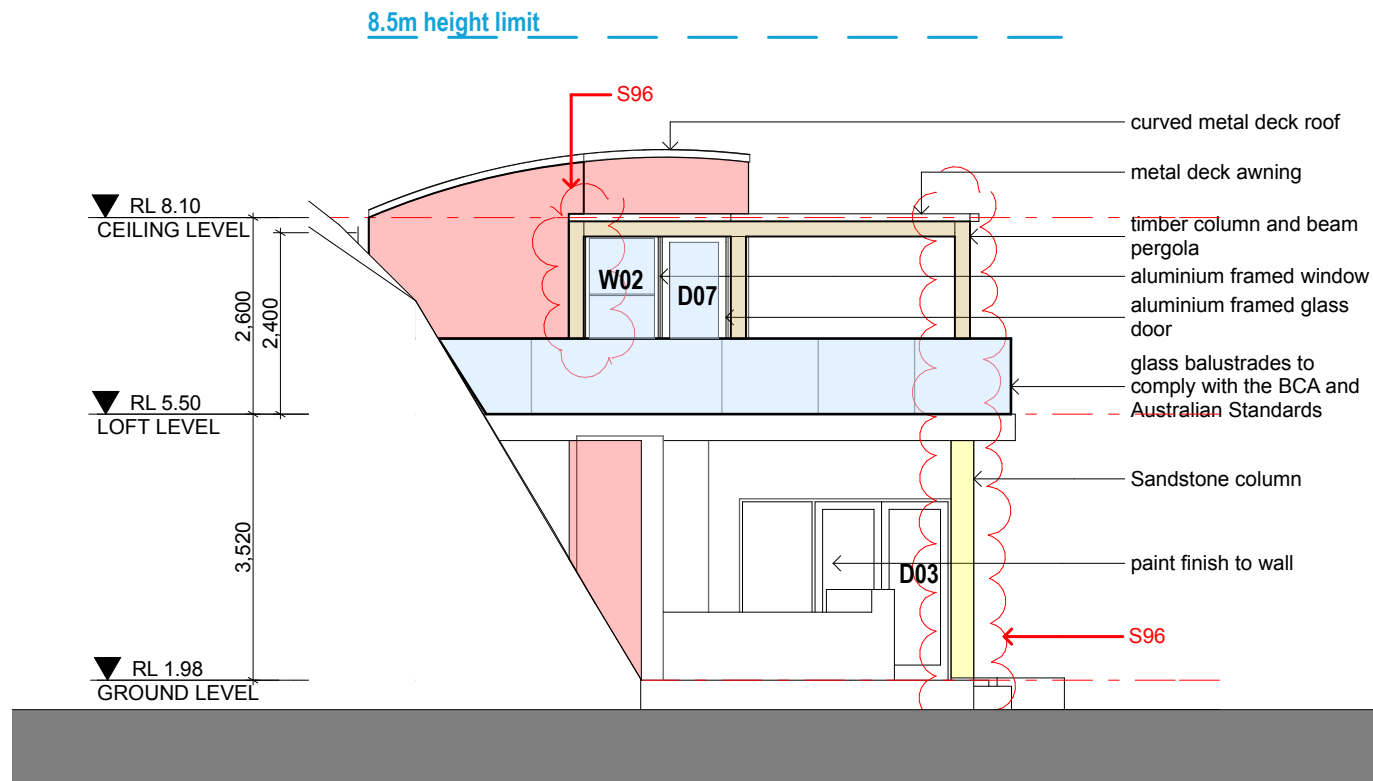 8.5m height limit
S96
curved metal deck roof
metal deck awning
RL 8.10
CEILING LEVEL
timber column and beam
pergola
W02
D07
aluminium framed window
aluminium framed glass
door
2,600
2,400
glass balustrades to
comply with the BCA and
Australian Standards
RL 5.50
LOFT LEVEL
Sandstone column
3,520
paint finish to wall
D03
S96
RL 1.98
GROUND LEVEL